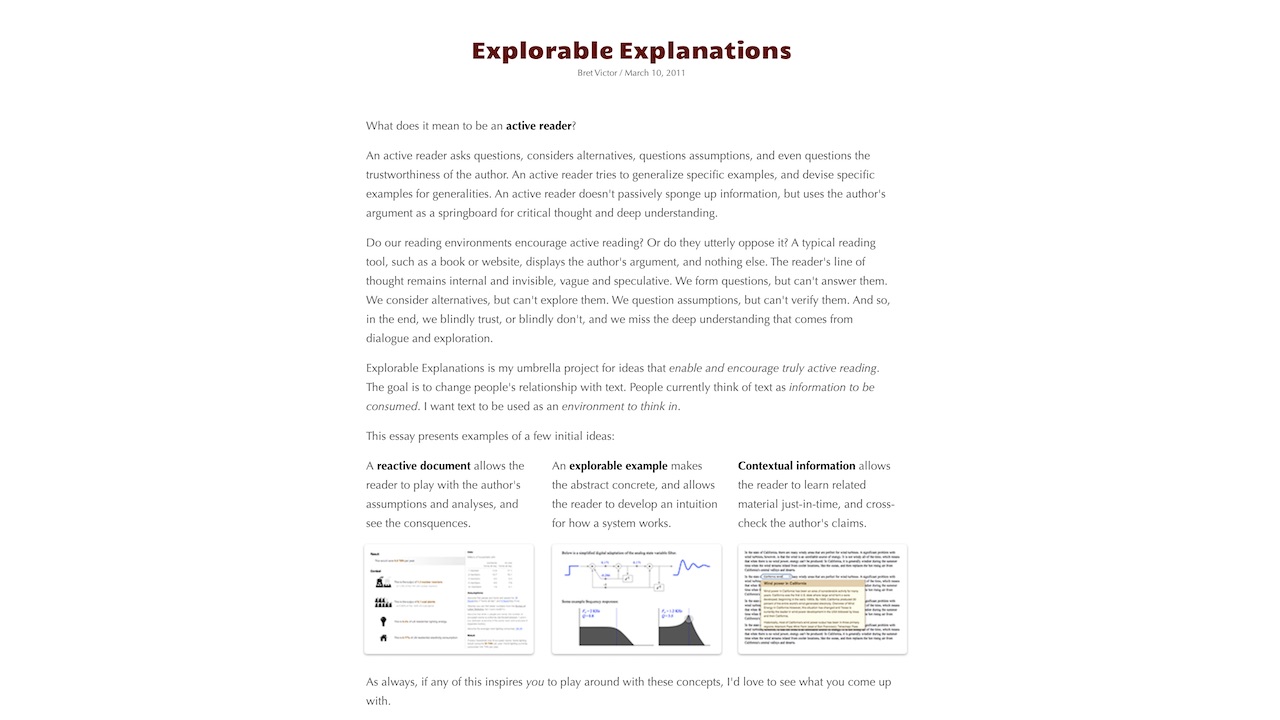 Explorable Explanations
Bret Victor / March 10, 2011
What does it mean to be an active reader?
An active reader asks questions, considers alternatives, questions assumptions, and even questions the
trustworthiness of the author. An active reader tries to generalize specific examples, and devise specific
examples for generalities. An active reader doesn't passively sponge up information, but uses the author's
argument as a springboard for critical thought and deep understanding.
Do our reading environments encourage active reading? Or do they utterly oppose it? A typical reading
tool, such as a book or website, displays the author's argument, and nothing else. The reader's line of
thought remains internal and invisible, vague and speculative. We form questions, but can't answer them.
We consider alternatives, but can't explore them. We question assumptions, but can't verify them. And so,
in the end, we blindly trust, or blindly don't, and we miss the deep understanding that comes from
dialogue and exploration.
Explorable Explanations is my umbrella project for ideas that enable and encourage truly active reading.
The goal is to change people's relationship with text. People currently think of text as information to be
consumed. I want text to be used as an environment to think in.
This essay presents examples of a few initial ideas:
A reactive document allows the
reader to play with the author's
assumptions and analyses, and
see the consquences.
An explorable example makes
the abstract concrete, and allows
the reader to develop an intuition
for how a system works.
Contextual information allows
the reader to learn related
material just-in-time, and cross-
check the author's claims.
Below is a simplified digital adaptation of the analog state variable filter.
Some example frequency responses:
Wind power in California
As always, if any of this inspires you to play around with these concepts, I'd love to see what you come up
with.